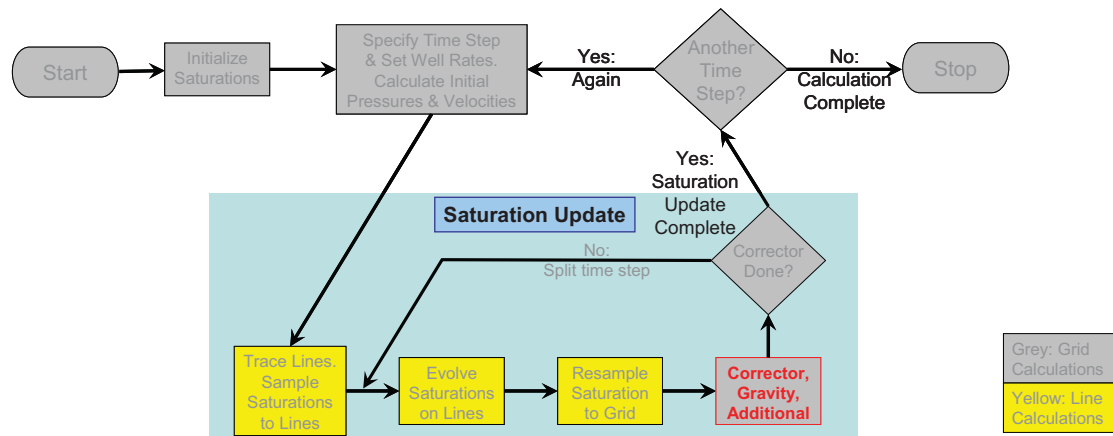 Start
Initialize
Saturations
Specify Time Step
& Set Well Rates.
Calculate Initial
Pressures & Velocities
Yes:
Again
Another
Time
Step?
No:
Calculation
Complete
Stop
Yes:
Saturation
Update
Complete
Saturation Update
No:
Split time step
Corrector
Done?
Trace Lines.
Sample
Saturations
to Lines
Evolve
Saturations
on Lines
Resample
Saturation
to Grid
Corrector,
Gravity,
Additional
Grey: Grid
Calculations
Yellow: Line
Calculations